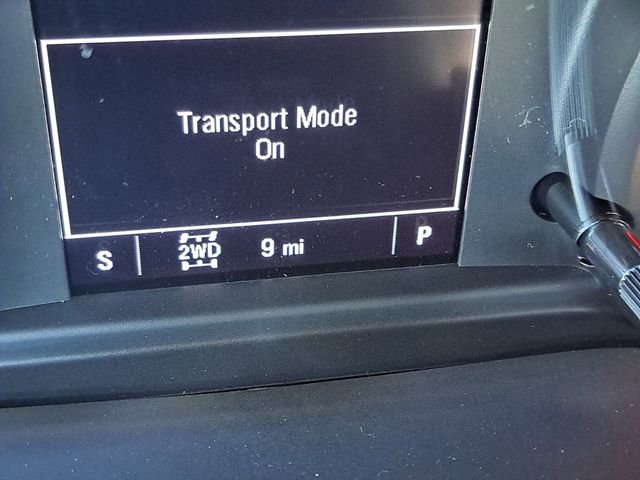 Transport Mode
On
S 2WD 9 mi P